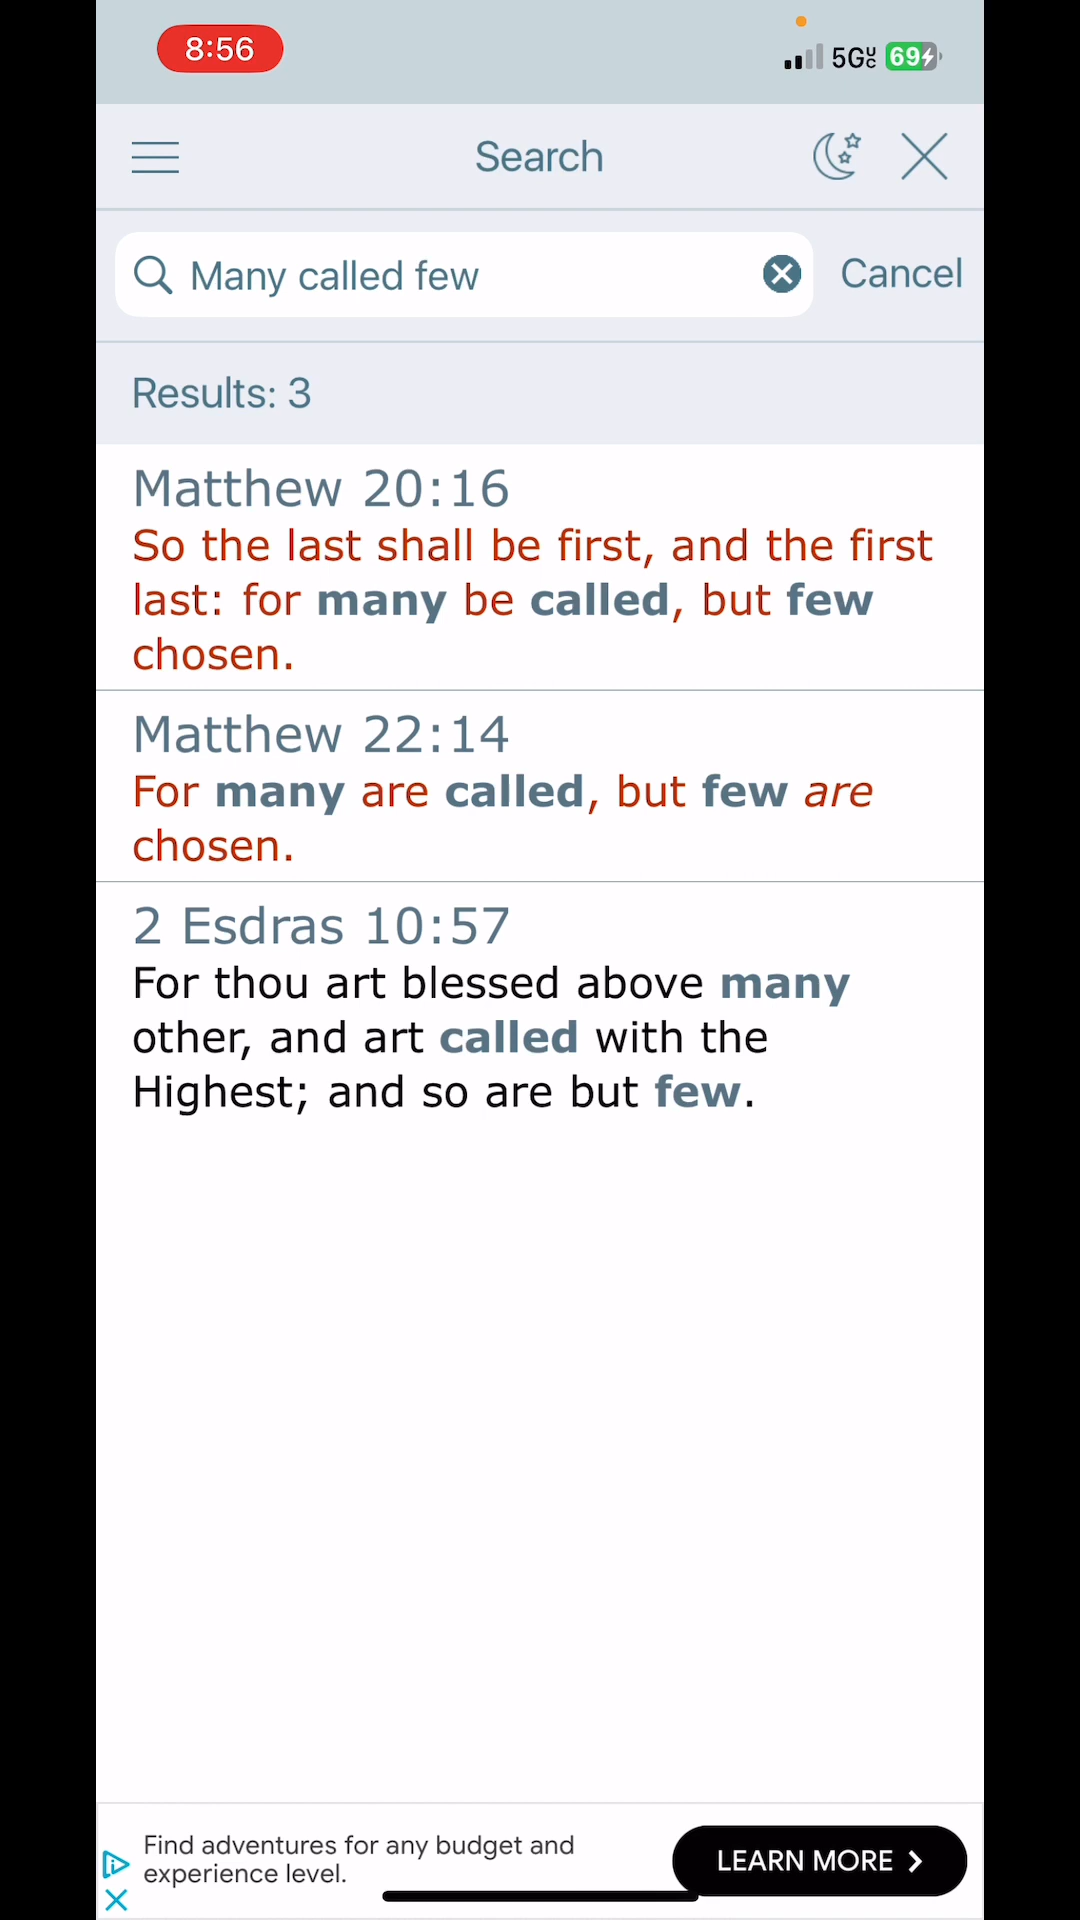 8:56
5G
69
Search
Many called few
Cancel
Results: 3
Matthew 20:16
So the last shall be first, and the first
last: for many be called, but few
chosen.
Matthew 22:14
For many are called, but few are
chosen.
2 Esdras 10:57
For thou art blessed above many
other, and art called with the
Highest; and so are but few.
Find adventures for any budget and
experience level.
LEARN MORE